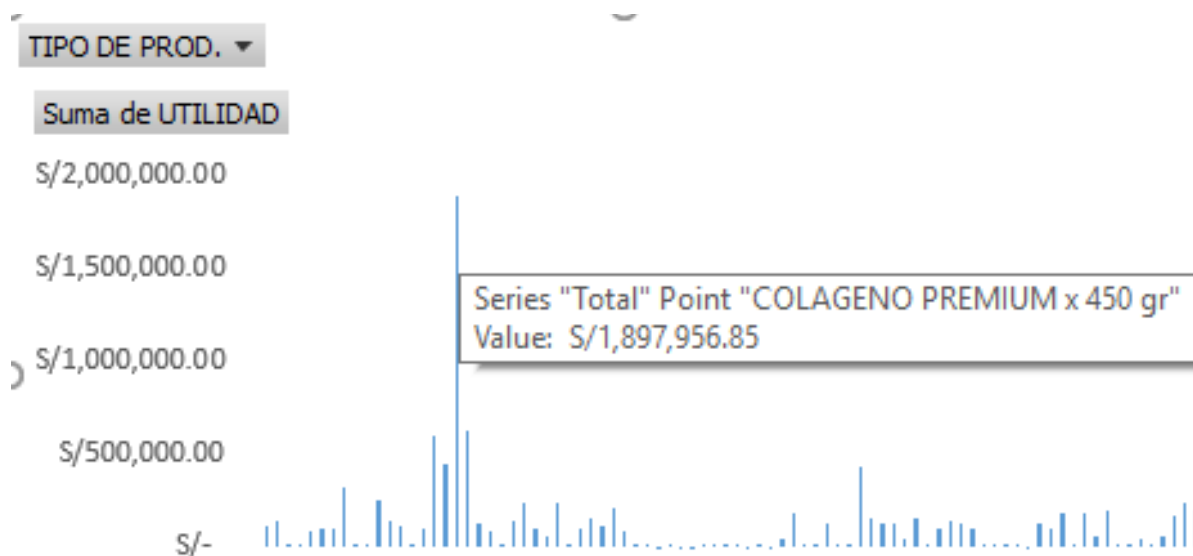 TIPO DE PROD.
Suma de UTILIDAD
S/2,000,000.00
S/1,500,000.00
Series "Total" Point "COLAGENO PREMIUM x 450 gr"
Value: S/1,897,956.85
S/1,000,000.00
S/500,000.00
S/-